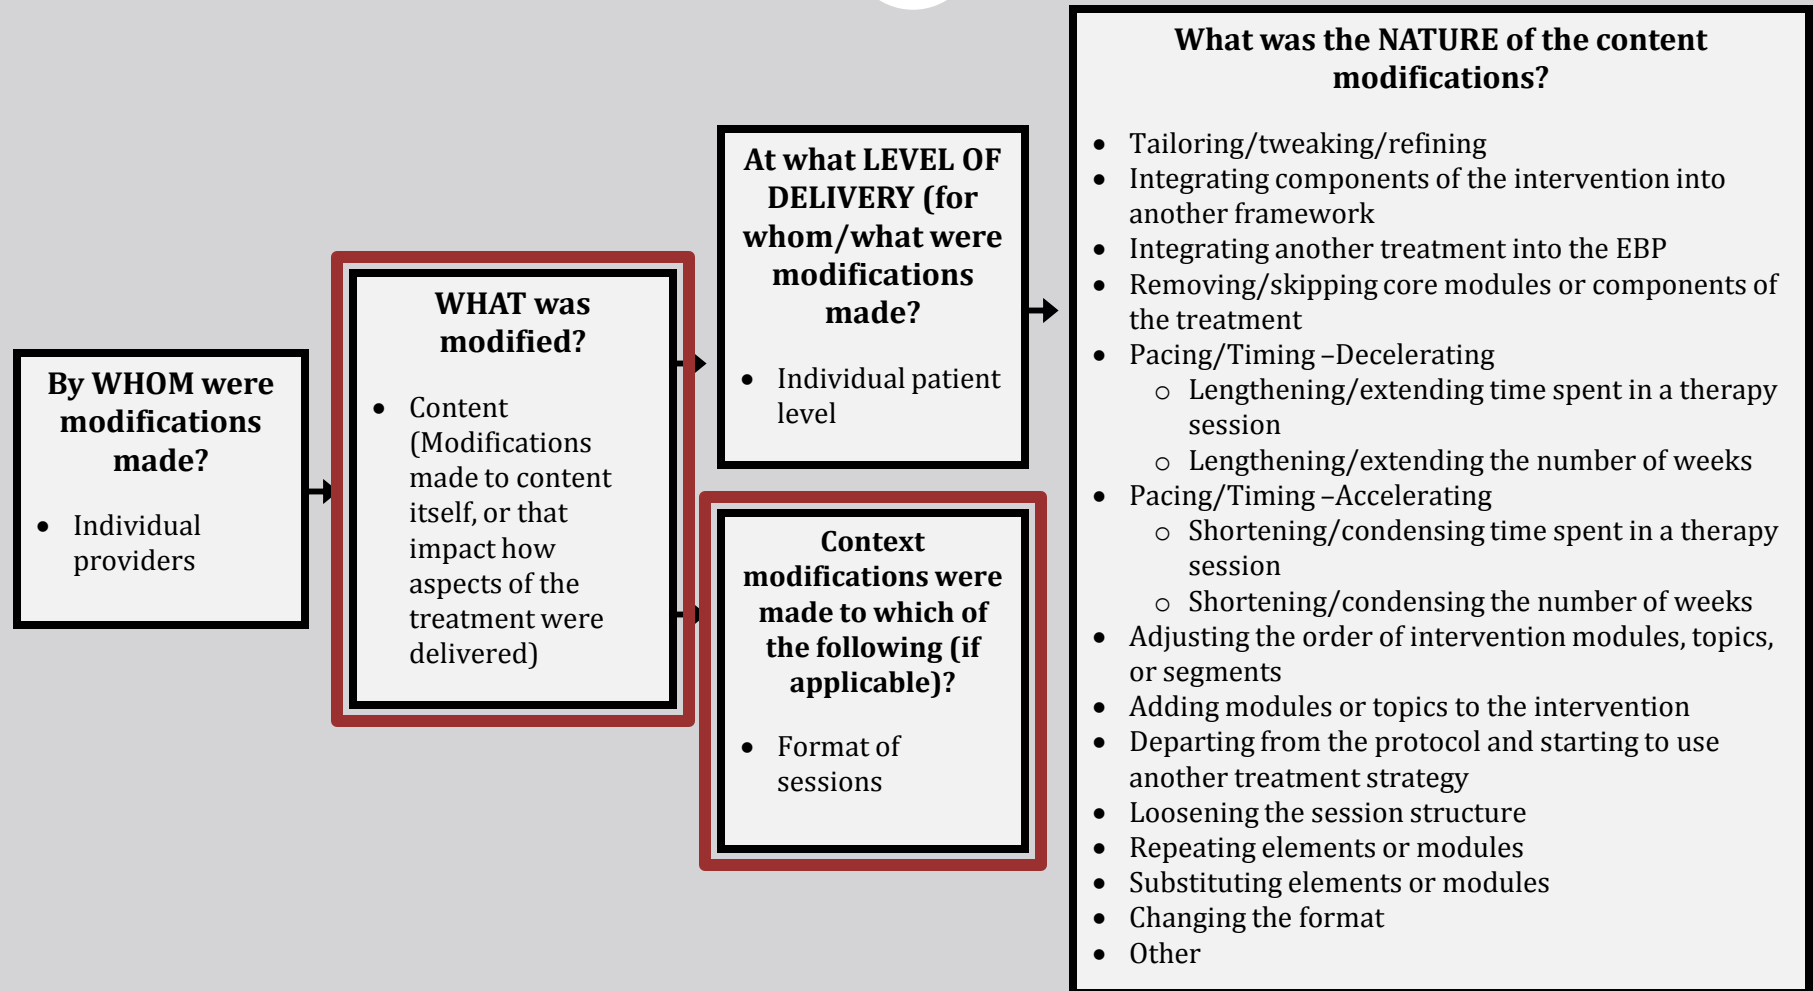 By WHOM were
modifications
made?
• Individual
providers
WHAT was
modified?
• Content
(Modifications
made to content
itself, or that
impact how
aspects of the
treatment were
delivered)
At what LEVEL OF
DELIVERY (for
whom/what were
modifications
made?
• Individual patient
level
Context
modifications were
made to which of
the following (if
applicable)?
• Format of
sessions
What was the NATURE of the content
modifications?
• Tailoring/tweaking/refining
• Integrating components of the intervention into
another framework
• Integrating another treatment into the EBP
• Removing/skipping core modules or components of
the treatment
• Pacing/Timing –Decelerating
o Lengthening/extending time spent in a therapy
session
o Lengthening/extending the number of weeks
• Pacing/Timing –Accelerating
o Shortening/condensing time spent in a therapy
session
o Shortening/condensing the number of weeks
• Adjusting the order of intervention modules, topics,
or segments
• Adding modules or topics to the intervention
• Departing from the protocol and starting to use
another treatment strategy
• Loosening the session structure
• Repeating elements or modules
• Substituting elements or modules
• Changing the format
• Other